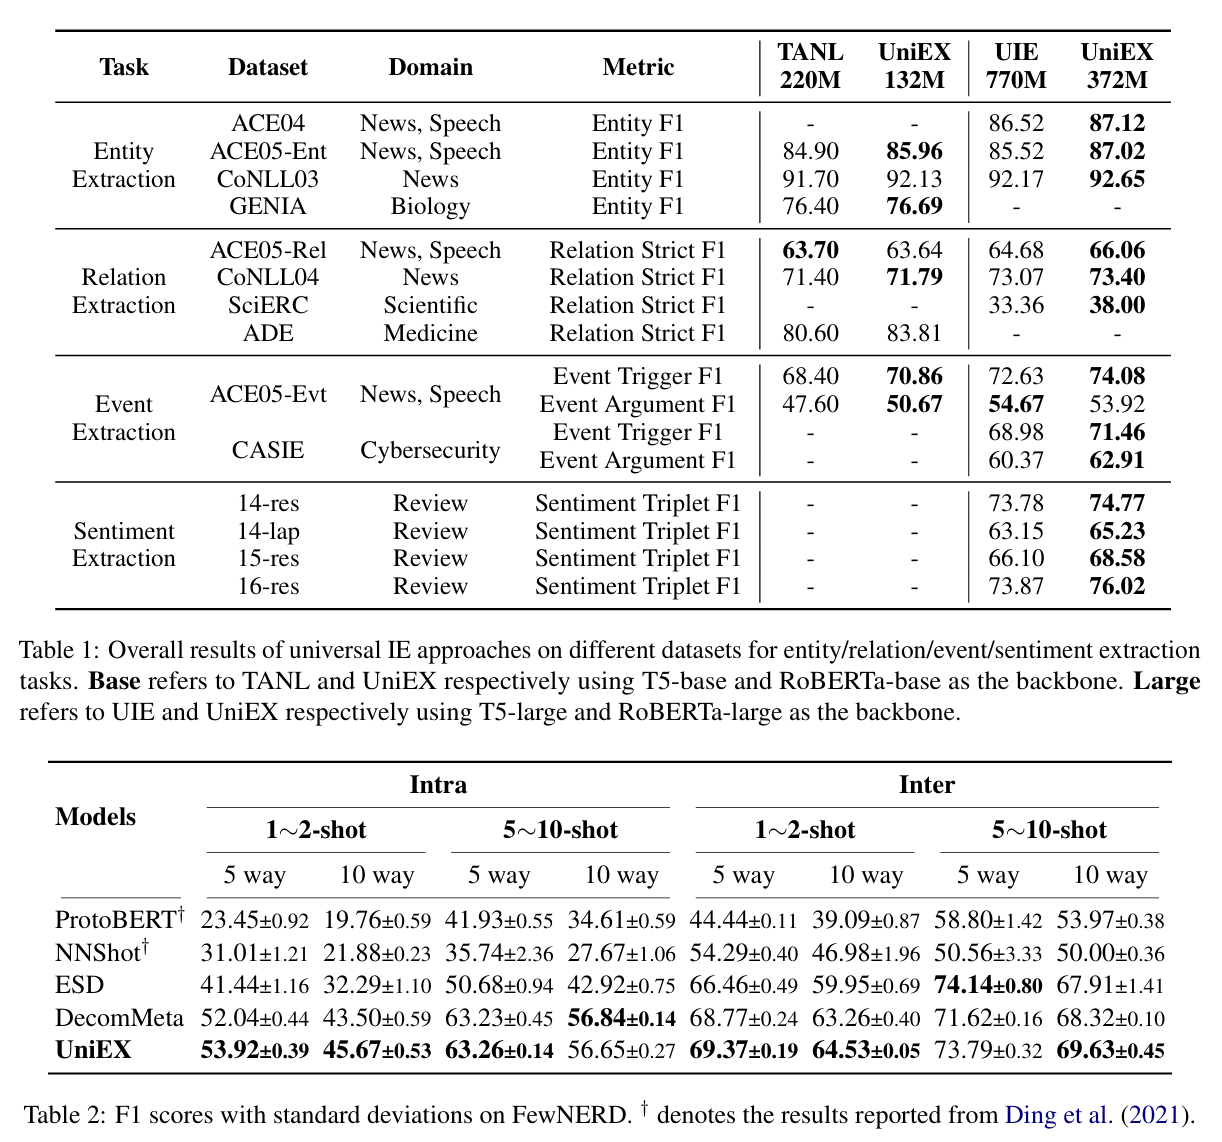 Task Dataset Domain Metric TANL 220M UniEX 132M UIE 770M UniEX 372M
Entity Extraction
ACE04 News, Speech Entity F1 - - 86.52 87.12
ACE05-Ent News, Speech Entity F1 84.90 85.96 85.52 87.02
CoNLL03 News Entity F1 91.70 92.13 92.17 92.65
GENIA Biology Entity F1 76.40 76.69 - -
Relation Extraction
ACE05-Rel News, Speech Relation Strict F1 63.70 63.64 64.68 66.06
CoNLL04 News Relation Strict F1 71.40 71.79 73.07 73.40
SciERC Scientific Relation Strict F1 - - 33.36 38.00
ADE Medicine Relation Strict F1 80.60 83.81 - -
Event Extraction
ACE05-Evt News, Speech Event Trigger F1 68.40 70.86 72.63 74.08
Event Argument F1 47.60 50.67 54.67 53.92
CASIE Cybersecurity Event Trigger F1 - - 68.98 71.46
Event Argument F1 - - 60.37 62.91
Sentiment Extraction
14-res Review Sentiment Triplet F1 - - 73.78 74.77
14-lap Review Sentiment Triplet F1 - - 63.15 65.23
15-res Review Sentiment Triplet F1 - - 66.10 68.58
16-res Review Sentiment Triplet F1 - - 73.87 76.02
Table 1: Overall results of universal IE approaches on different datasets for entity/relation/event/sentiment extraction
tasks. Base refers to TANL and UniEX respectively using T5-base and RoBERTa-base as the backbone. Large
refers to UIE and UniEX respectively using T5-large and RoBERTa-large as the backbone.
Models Intra Inter
1∼2-shot 5∼10-shot 1∼2-shot 5∼10-shot
5 way 10 way 5 way 10 way 5 way 10 way 5 way 10 way
ProtoBERT† 23.45±0.92 19.76±0.59 41.93±0.55 34.61±0.59 44.44±0.11 39.09±0.87 58.80±1.42 53.97±0.38
NNShot† 31.01±1.21 21.88±0.23 35.74±2.36 27.67±1.06 54.29±0.40 46.98±1.96 50.56±3.33 50.00±0.36
ESD 41.44±1.16 32.29±1.10 50.68±0.94 42.92±0.75 66.46±0.49 59.95±0.69 74.14±0.80 67.91±1.41
DecomMeta 52.04±0.44 43.50±0.59 63.23±0.45 56.84±0.14 68.77±0.24 63.26±0.40 71.62±0.16 68.32±0.10
UniEX 53.92±0.39 45.67±0.53 63.26±0.14 56.65±0.27 69.37±0.19 64.53±0.05 73.79±0.32 69.63±0.45
Table 2: F1 scores with standard deviations on FewNERD. † denotes the results reported from Ding et al. (2021).